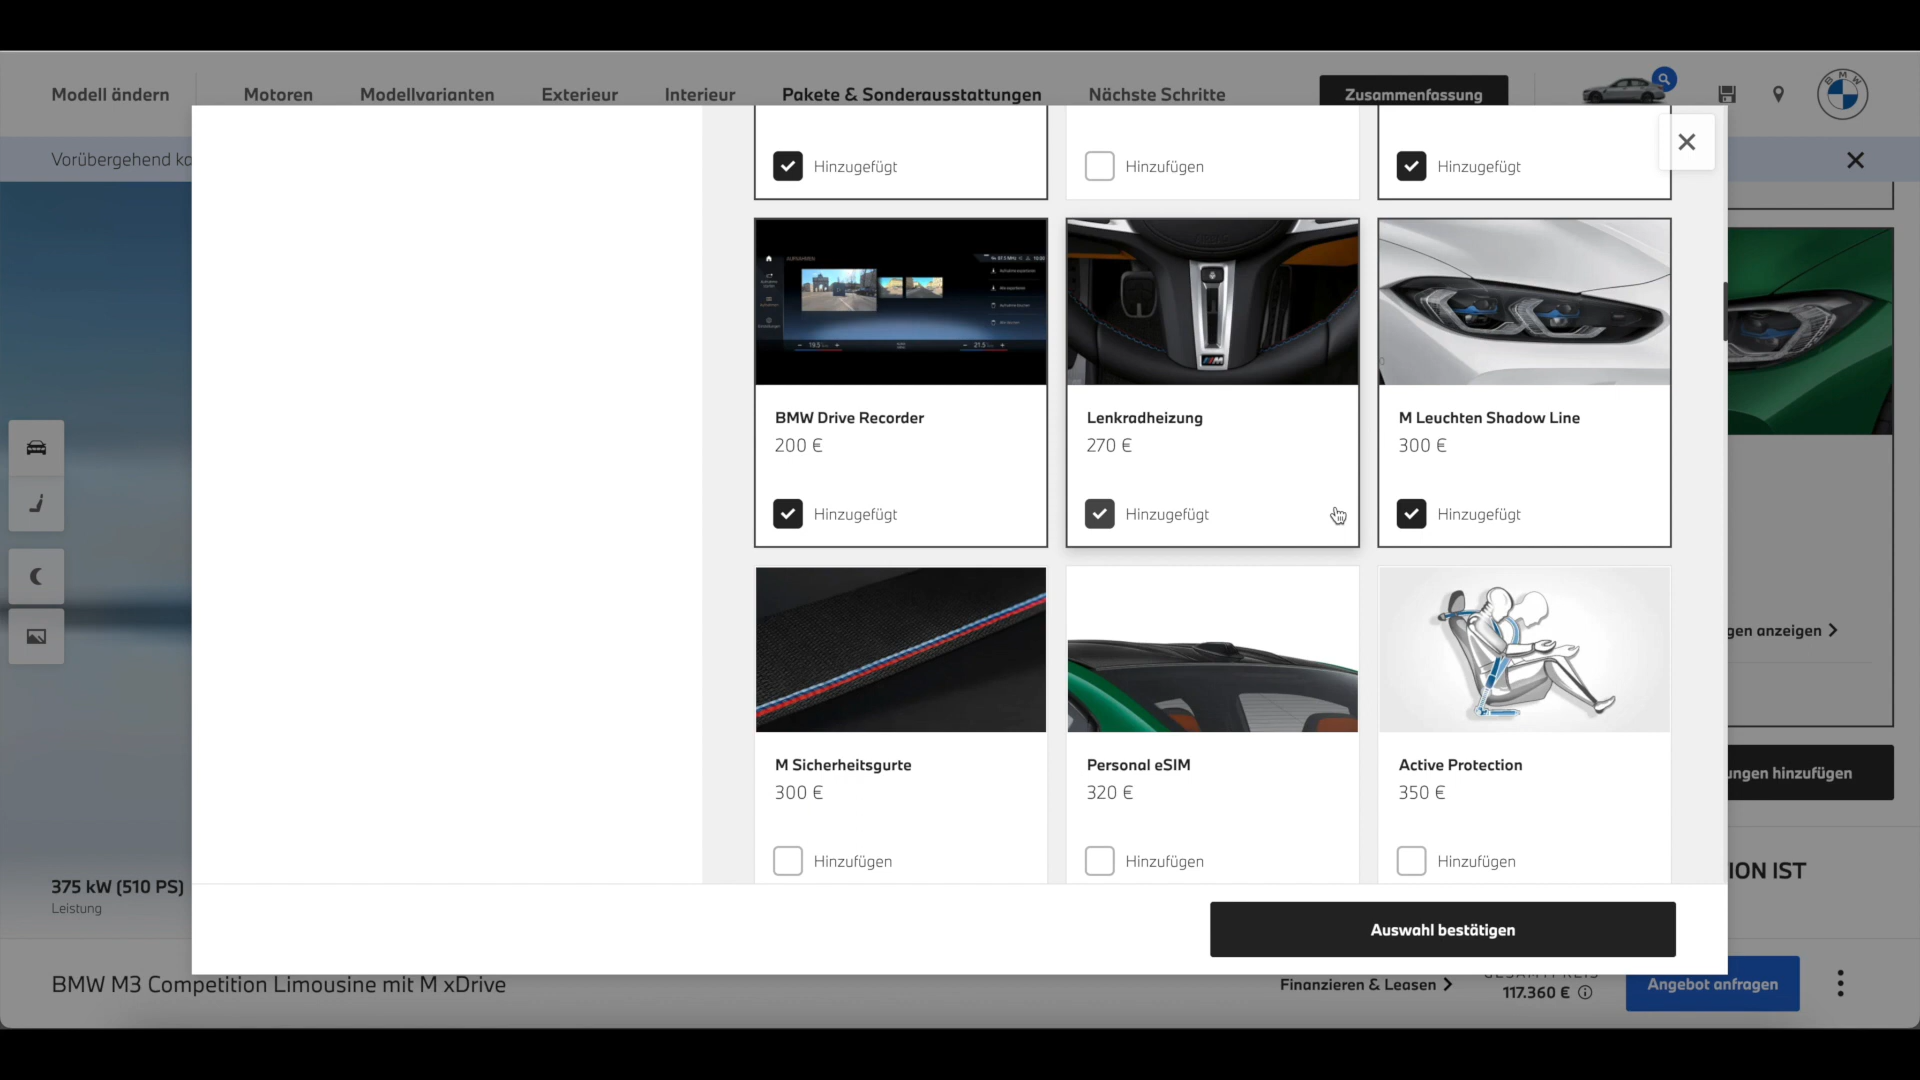 Modell ändern
Motoren
Modellvarianten
Exterieur
Interieur
Pakete & Sonderausstattungen
Nächste Schritte
Zusammenfassung
BMW
Vorübergehend
Hinzugefügt
Hinzufügen
Hinzugefügt
BMW Drive Recorder
200 €
Hinzugefügt
Lenkradheizung
270 €
Hinzugefügt
M Leuchten Shadow Line
300 €
Hinzugefügt
gen anzeigen
M Sicherheitsgurte
300 €
Hinzufügen
Personal eSIM
320 €
Hinzufügen
Active Protection
350 €
Hinzufügen
ungen hinzufügen
ION IST
375 kW (510 PS)
Leistung
Auswahl bestätigen
BMW M3 Competition Limousine mit M xDrive
Finanzieren & Leasen
117.360 €
Angebot anfragen